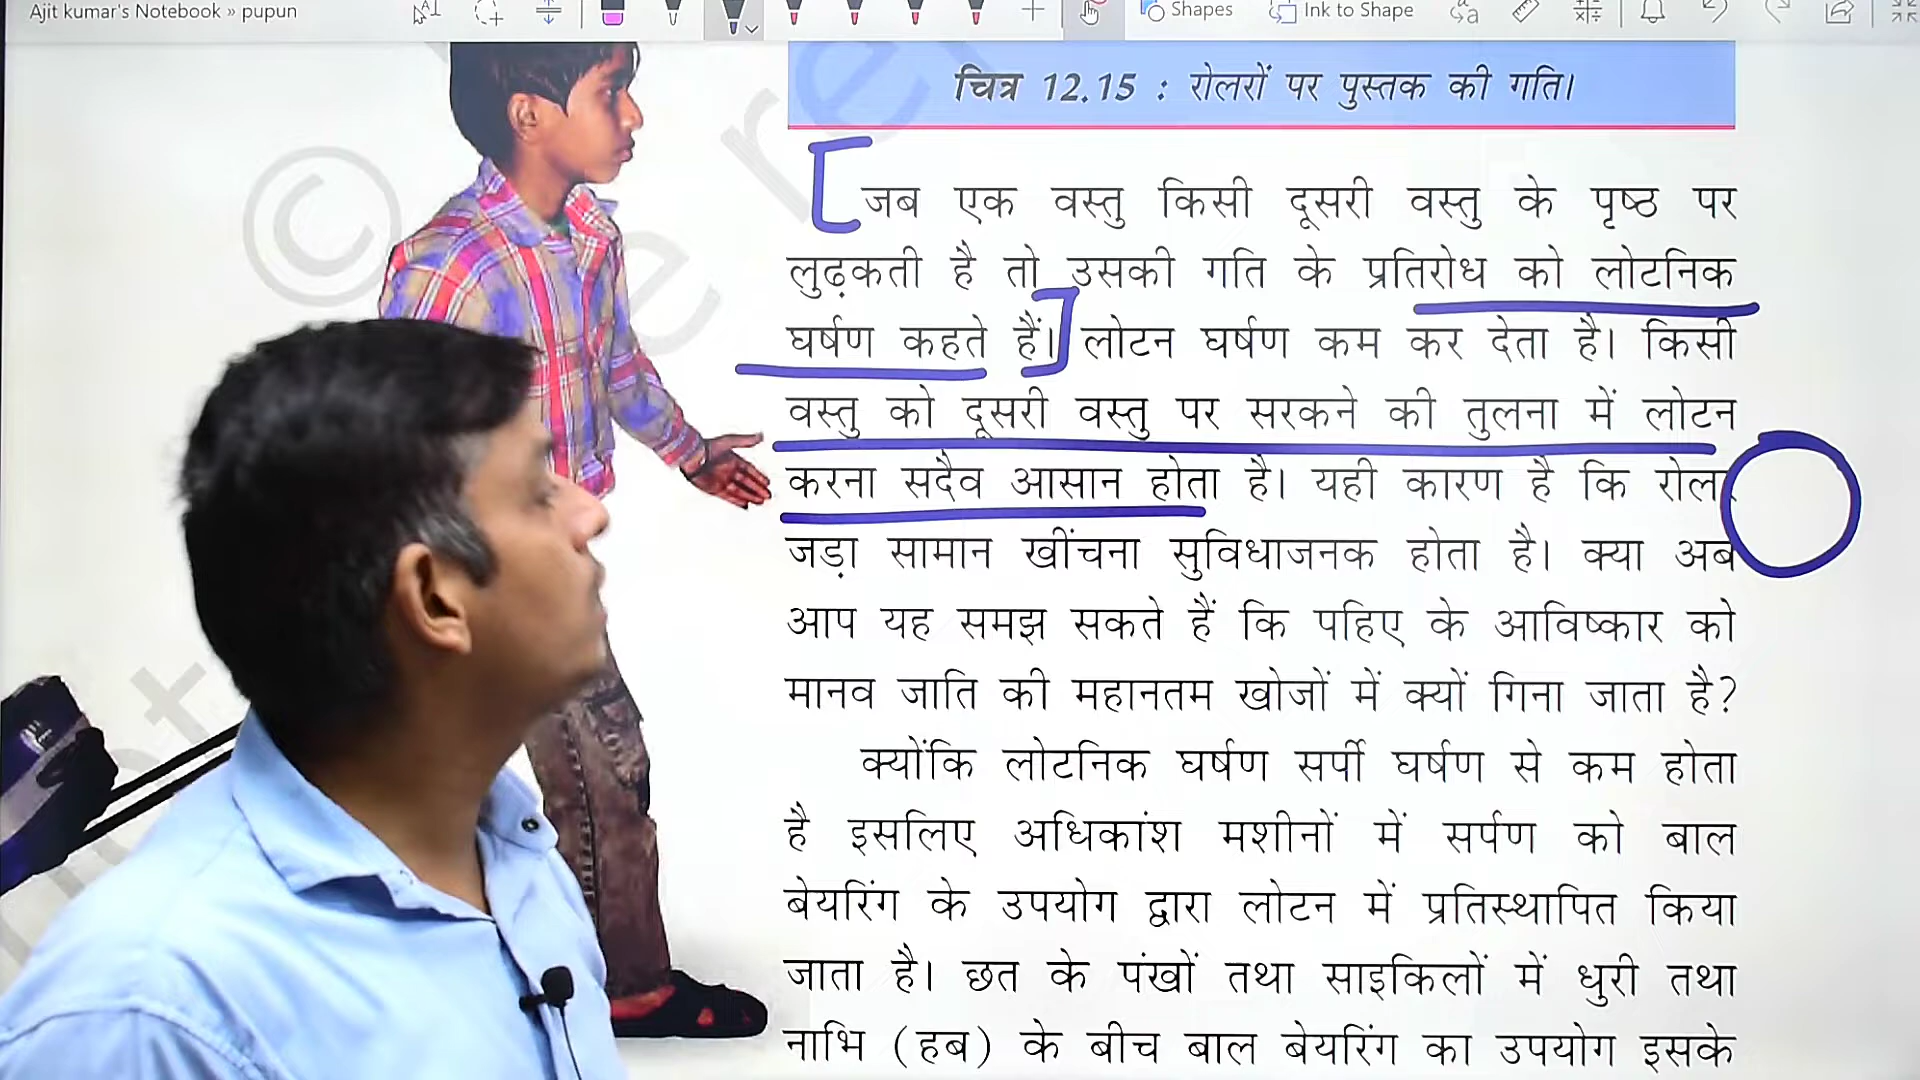 Ajit kumar's Notebook » pupun
Shapes
Ink to Shape
चित्र 12.15 : रोलरों पर पुस्तक की गति।
जब एक वस्तु किसी दूसरी वस्तु के पृष्ठ पर
लुढ़कती है तो उसकी गति के प्रतिरोध को लोटनिक
घर्षण कहते हैं। लोटन घर्षण कम कर देता है। किसी
वस्तु को दूसरी वस्तु पर सरकने की तुलना में लोटन
करना सदैव आसान होता है। यही कारण है कि रोलर
जड़ा सामान खींचना सुविधाजनक होता है। क्या अब
आप यह समझ सकते हैं कि पहिए के आविष्कार को
मानव जाति की महानतम खोजों में क्यों गिना जाता है?
क्योंकि लोटनिक घर्षण सर्पी घर्षण से कम होता
है इसलिए अधिकांश मशीनों में सर्पण को बाल
बेयरिंग के उपयोग द्वारा लोटन में प्रतिस्थापित किया
जाता है। छत के पंखों तथा साइकिलों में धुरी तथा
नाभि (हब) के बीच बाल बेयरिंग का उपयोग इसके